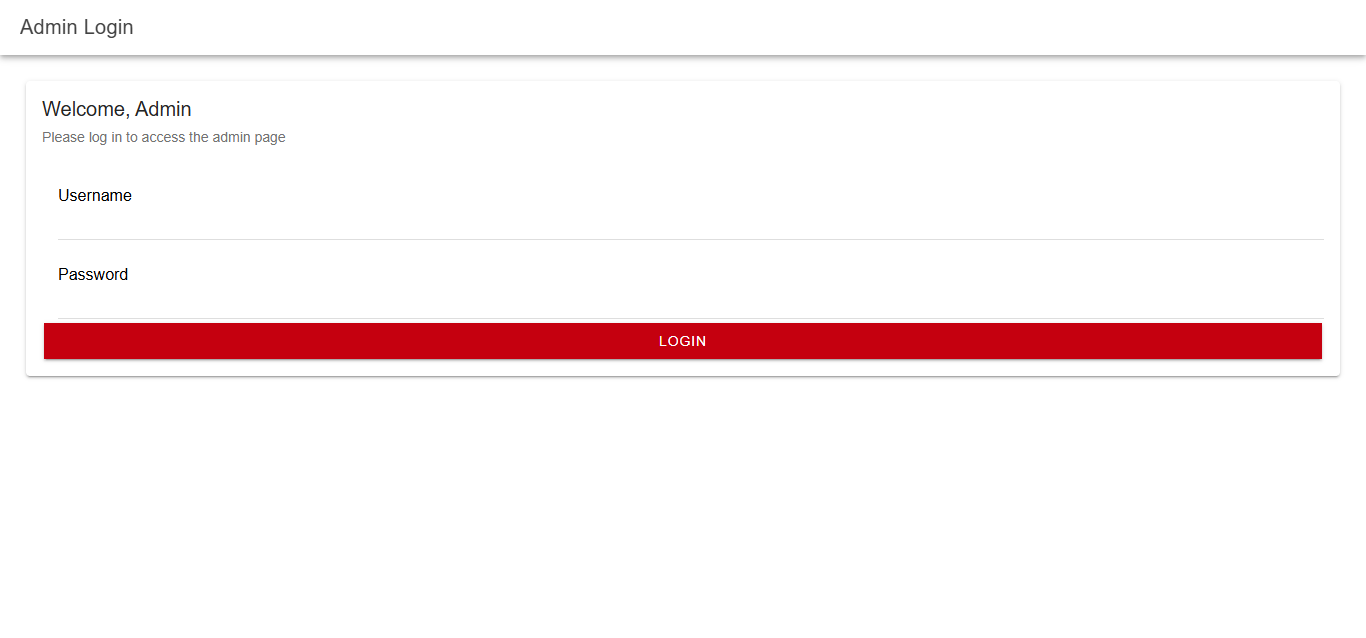 Admin Login
Welcome, Admin
Please log in to access the admin page
Username
Password
LOGIN